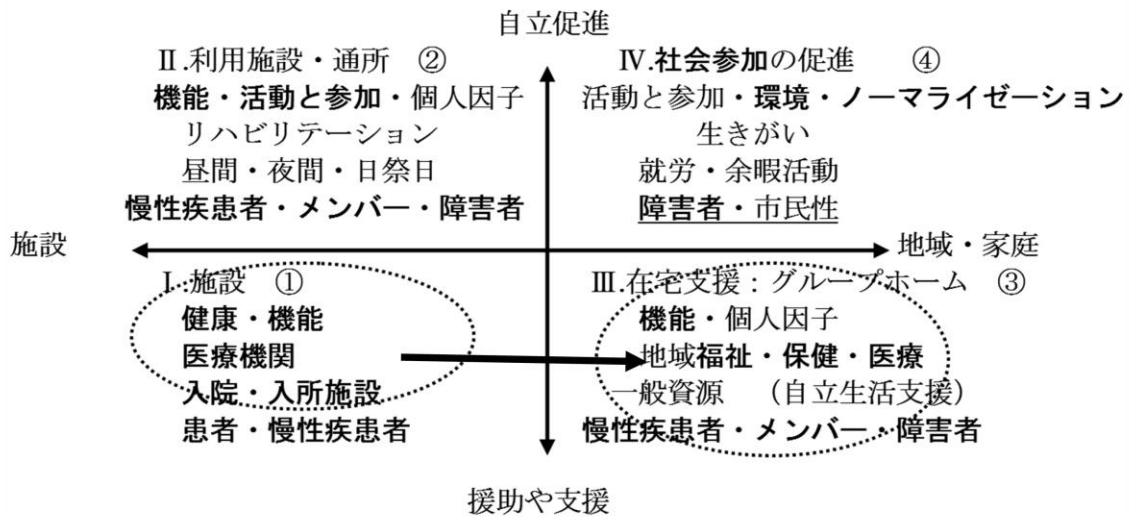 自立促進
Ⅱ.利用施設・通所 ②
機能・活動と参加・個人因子
リハビリテーション
昼間・夜間・日祭日
慢性疾患者・メンバー・障害者
Ⅳ.社会参加の促進 ④
活動と参加・環境・ノーマライゼーション
生きがい
就労・余暇活動
障害者・市民性
施設
地域・家庭
Ⅰ.施設 ①
健康・機能
医療機関
入院・入所施設
患者・慢性疾患者
Ⅲ.在宅支援：グループホーム ③
機能・個人因子
地域福祉・保健・医療
一般資源 （自立生活支援）
慢性疾患者・メンバー・障害者
援助や支援